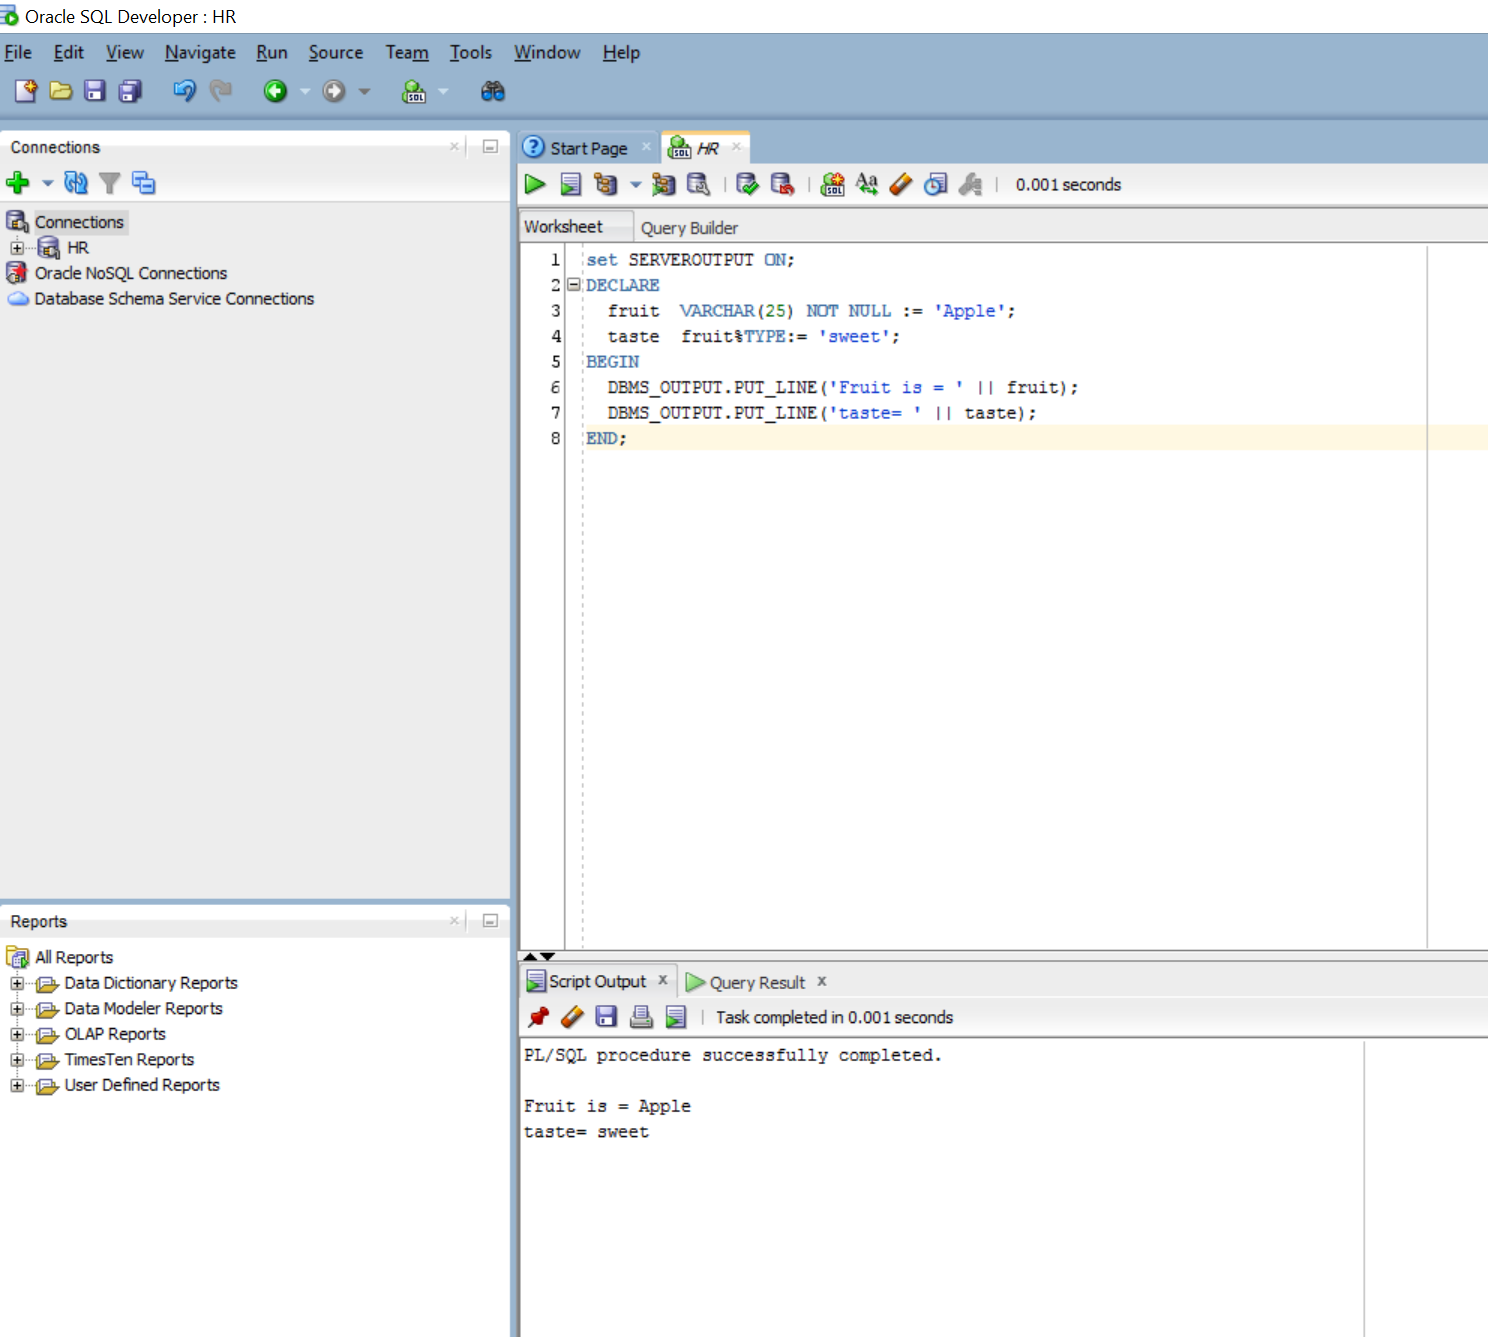 Oracle SQL Developer : HR
File Edit View Navigate Run Source Team Tools Window Help
Connections
Connections
HR
Oracle NoSQL Connections
Database Schema Service Connections
Reports
All Reports
Data Dictionary Reports
Data Modeler Reports
OLAP Reports
TimesTen Reports
User Defined Reports
Start Page HR
0.001 seconds
Worksheet Query Builder
1 set SERVEROUTPUT ON;
2 DECLARE
3 fruit VARCHAR(25) NOT NULL := 'Apple';
4 taste fruit%TYPE:= 'sweet';
5 BEGIN
6 DBMS_OUTPUT.PUT_LINE('Fruit is = ' || fruit);
7 DBMS_OUTPUT.PUT_LINE('taste= ' || taste);
8 END;
Script Output x Query Result x
Task completed in 0.001 seconds
PL/SQL procedure successfully completed.
Fruit is = Apple
taste= sweet